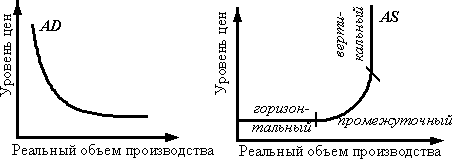 Уровень цен
AD
Реальный объем производства
Уровень цен
AS
верти-
кальный
горизон-
тальный
промежуточный
Реальный объем производства